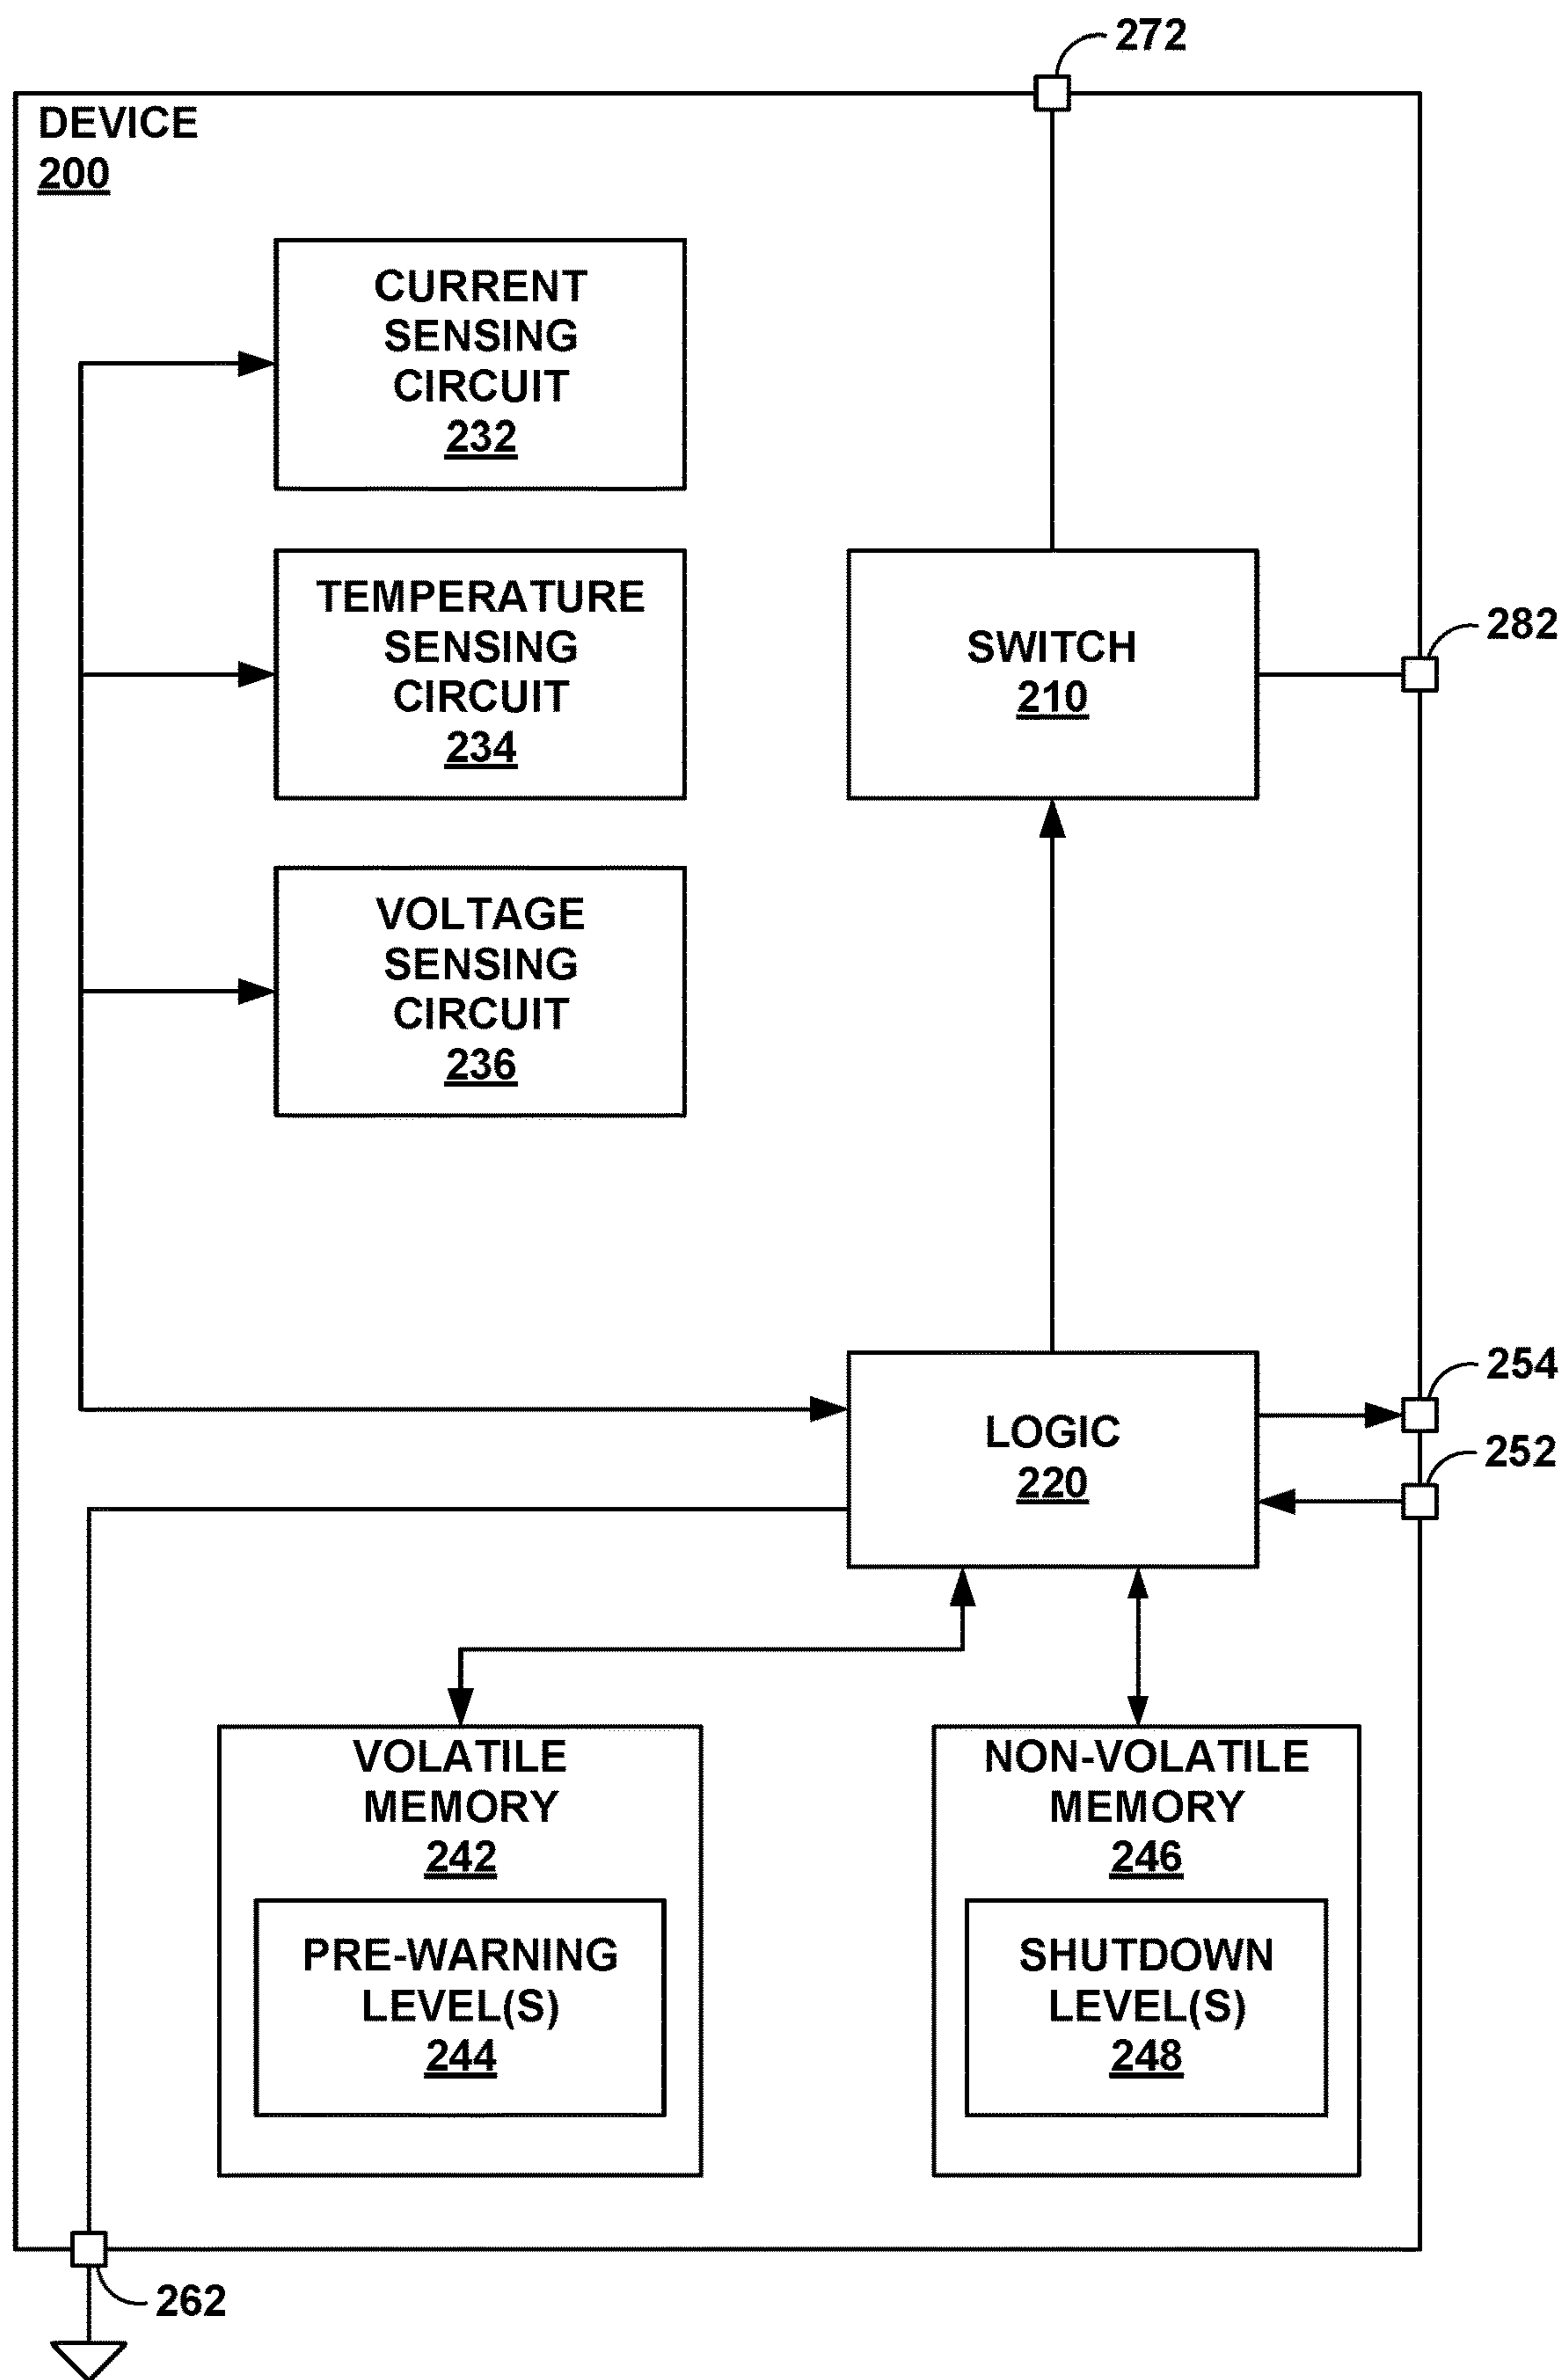 272
DEVICE
200
CURRENT
SENSING
CIRCUIT
232
TEMPERATURE
SENSING
CIRCUIT
234
SWITCH
210
282
VOLTAGE
SENSING
CIRCUIT
236
LOGIC
220
254
252
VOLATILE
MEMORY
242
PRE-WARNING
LEVEL(S)
244
NON-VOLATILE
MEMORY
246
SHUTDOWN
LEVEL(S)
248
262